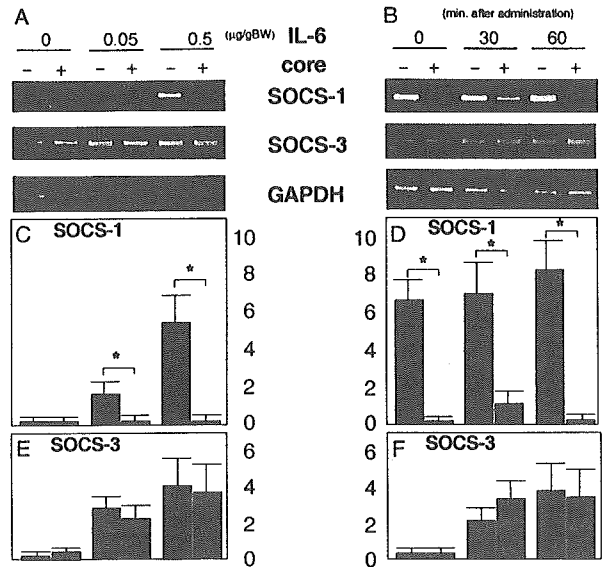 A
0 0.05 0.5 (μg/gBW) IL-6
− + − + − + core
SOCS-1
SOCS-3
GAPDH
B
(min. after administration)
0 30 60
− + − + − +
C SOCS-1
10
8
6
4
2
0
*
*
D SOCS-1
10
8
6
4
2
0
*
*
*
E SOCS-3
6
4
2
0
F SOCS-3
6
4
2
0